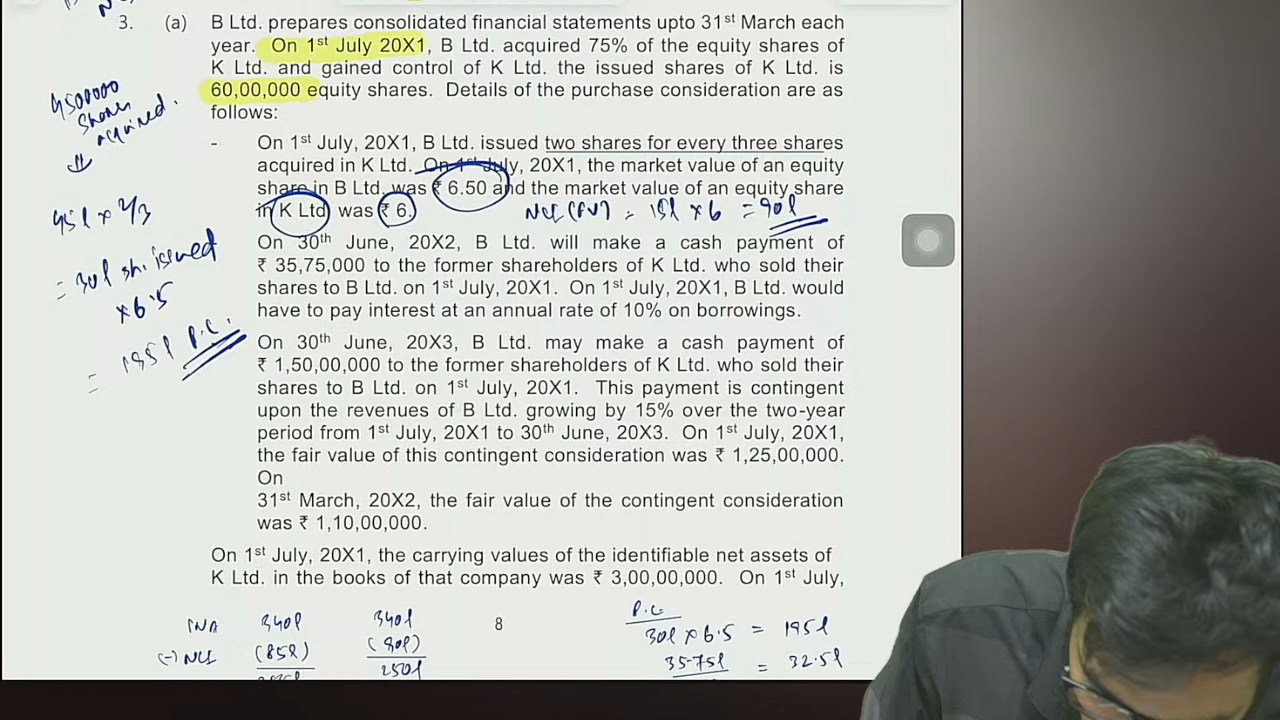 3. (a) B Ltd. prepares consolidated financial statements upto 31st March each
year. On 1st July 20X1, B Ltd. acquired 75% of the equity shares of
K Ltd. and gained control of K Ltd. the issued shares of K Ltd. is
60,00,000 equity shares. Details of the purchase consideration are as
follows:
- On 1st July, 20X1, B Ltd. issued two shares for every three shares
acquired in K Ltd. On 1st July, 20X1, the market value of an equity
share in B Ltd. was ₹ 6.50 and the market value of an equity share
in K Ltd was ₹ 6.
NCI (FV) = 15l × 6 = 90l
On 30th June, 20X2, B Ltd. will make a cash payment of
₹ 35,75,000 to the former shareholders of K Ltd. who sold their
shares to B Ltd. on 1st July, 20X1. On 1st July, 20X1, B Ltd. would
have to pay interest at an annual rate of 10% on borrowings.
On 30th June, 20X3, B Ltd. may make a cash payment of
₹ 1,50,00,000 to the former shareholders of K Ltd. who sold their
shares to B Ltd. on 1st July, 20X1. This payment is contingent
upon the revenues of B Ltd. growing by 15% over the two-year
period from 1st July, 20X1 to 30th June, 20X3. On 1st July, 20X1,
the fair value of this contingent consideration was ₹ 1,25,00,000.
On
31st March, 20X2, the fair value of the contingent consideration
was ₹ 1,10,00,000.
On 1st July, 20X1, the carrying values of the identifiable net assets of
K Ltd. in the books of that company was ₹ 3,00,00,000. On 1st July,
8
4500000
shares
acquired.
45l × 2/3
= 30l sh. issued
× 6.5
= 195l P.C.
INA 340l 340l
(-) NCI (85l) (90l)
250l
P.C.
30l × 6.5 = 195l
35.75l = 32.5l